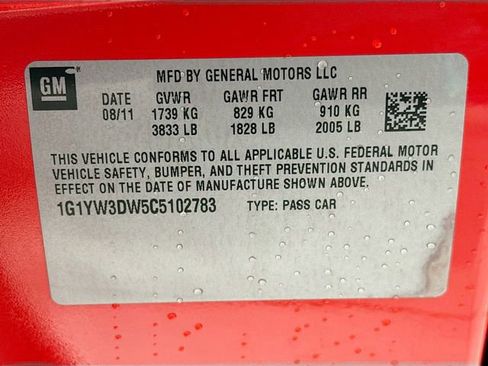 GM
MFD BY GENERAL MOTORS LLC
DATE GVWR GAWR FRT GAWR RR
08/11 1739 KG 829 KG 910 KG
3833 LB 1828 LB 2005 LB
THIS VEHICLE CONFORMS TO ALL APPLICABLE U.S. FEDERAL MOTOR
VEHICLE SAFETY, BUMPER, AND THEFT PREVENTION STANDARDS IN
EFFECT ON THE DATE OF MANUFACTURE SHOWN ABOVE.
1G1YW3DW5C5102783 TYPE: PASS CAR